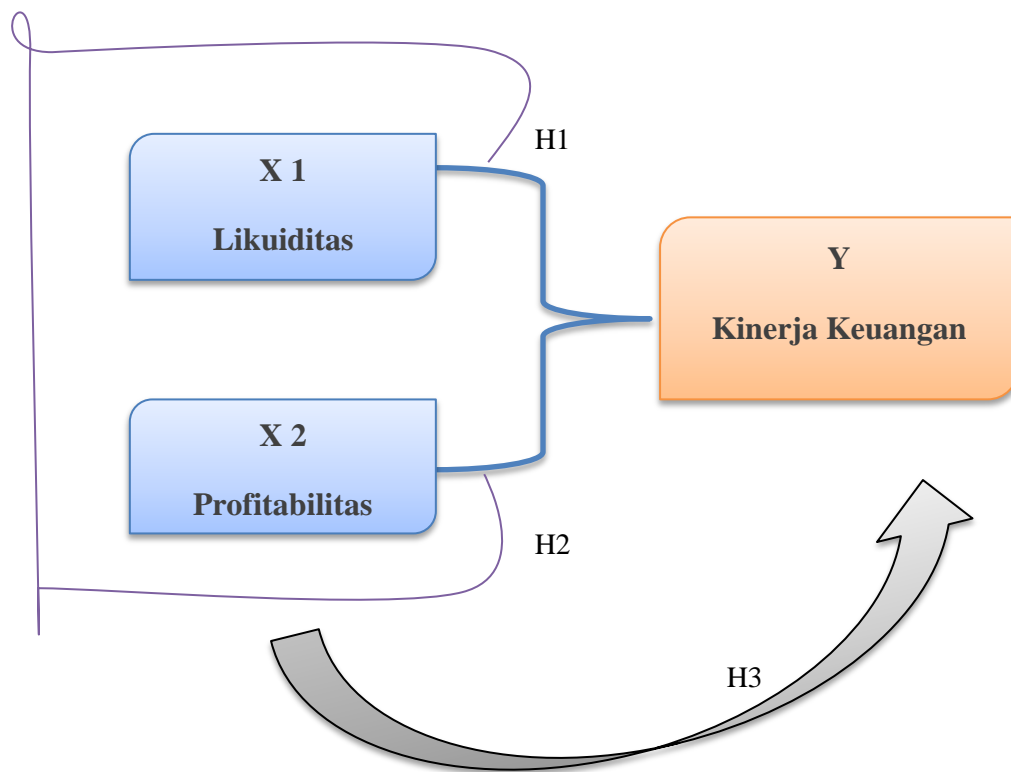 H1
X 1
Likuiditas
Y
Kinerja Keuangan
X 2
Profitabilitas
H2
H3